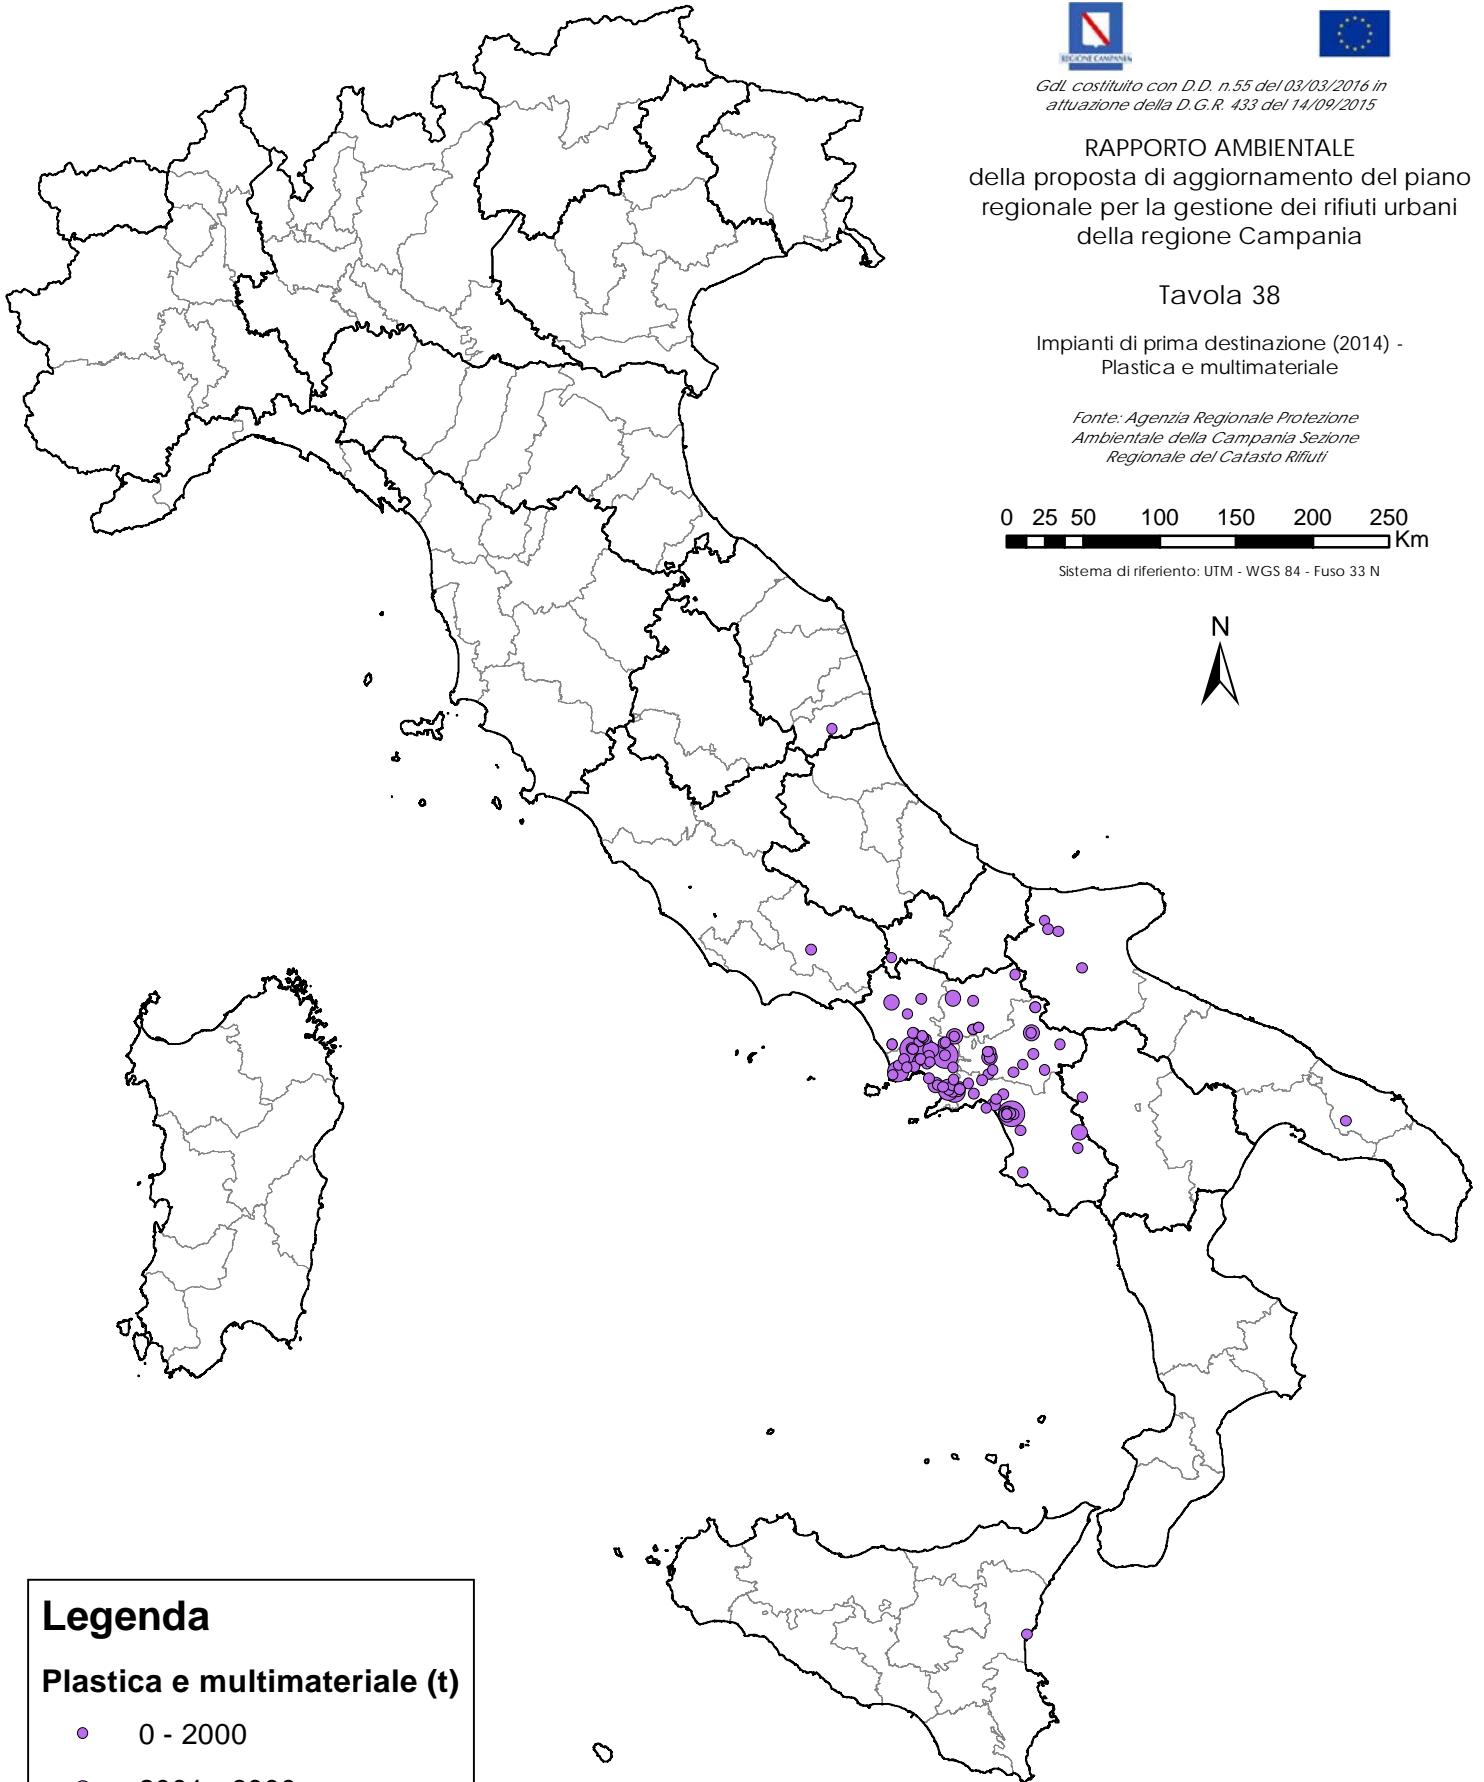 REGIONE CAMPANIA
GdL costituito con D.D. n.55 del 03/03/2016 in
attuazione della D.G.R. 433 del 14/09/2015
RAPPORTO AMBIENTALE
della proposta di aggiornamento del piano
regionale per la gestione dei rifiuti urbani
della regione Campania
Tavola 38
Impianti di prima destinazione (2014) -
Plastica e multimateriale
Fonte: Agenzia Regionale Protezione
Ambientale della Campania Sezione
Regionale del Catasto Rifiuti
0 25 50 100 150 200 250
Km
Sistema di riferiento: UTM - WGS 84 - Fuso 33 N
N
Legenda
Plastica e multimateriale (t)
0 - 2000